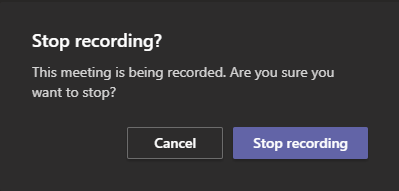 Stop recording?
This meeting is being recorded. Are you sure you
want to stop?
Cancel
Stop recording